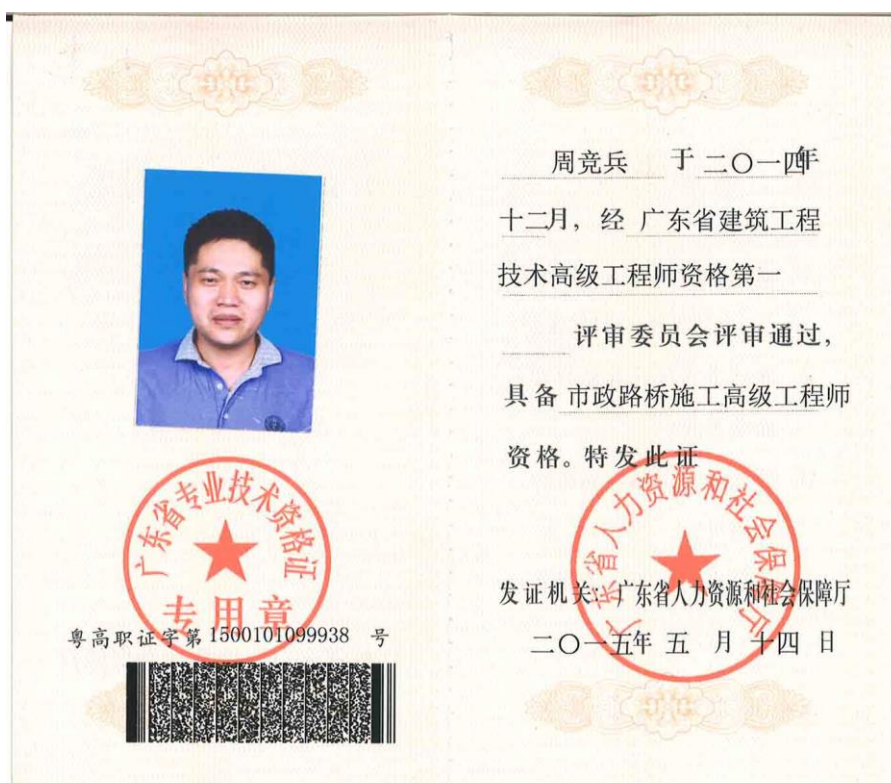 广东省专业技术资格证
专用章
粤高职证字第 1500101099938 号
周竞兵 于 二〇一四年
十二月，经 广东省建筑工程
技术高级工程师资格第一
评审委员会评审通过，
具备 市政路桥施工高级工程师
资格。特发此证
广东省人力资源和社会保障厅
发证机关：广东省人力资源和社会保障厅
二〇一五年 五 月 十四 日